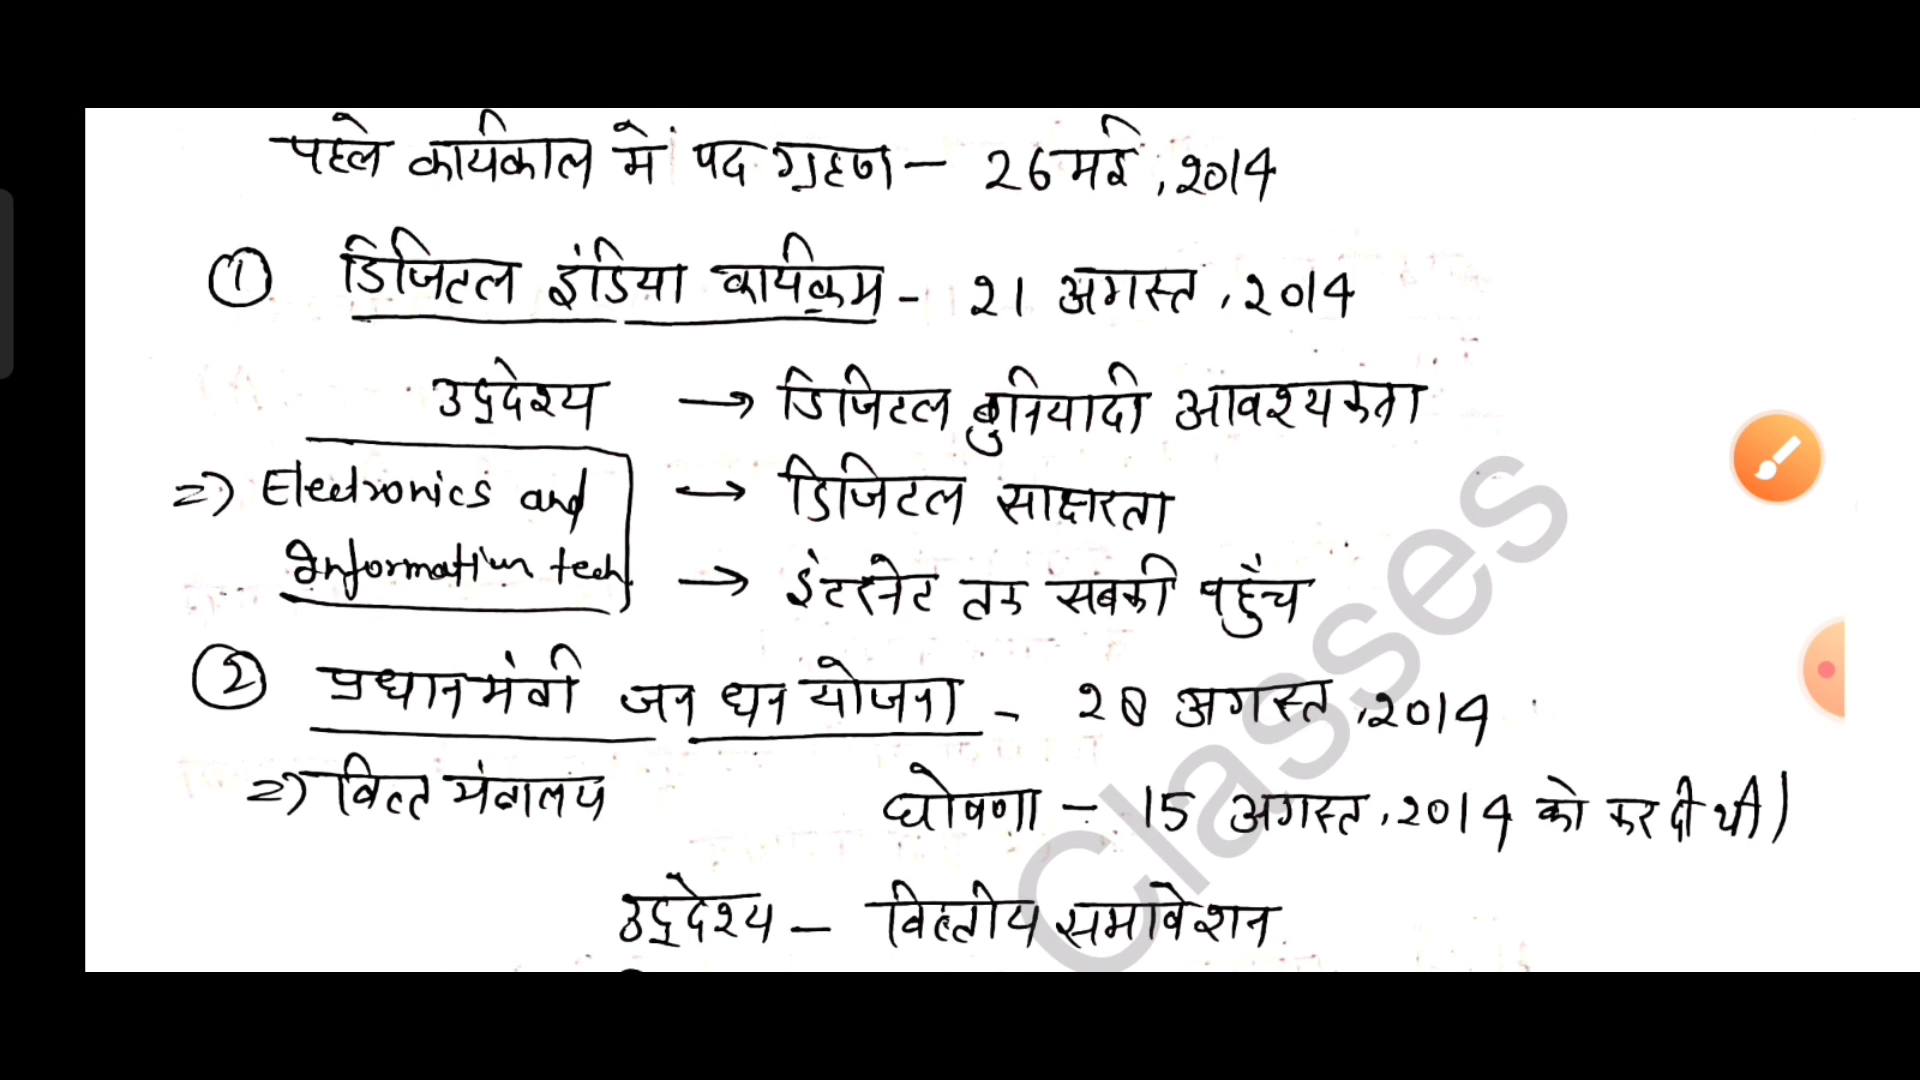 पहले कार्यकाल में पद ग्रहण – 26 मई, 2014
① डिजिटल इंडिया कार्यक्रम - 21 अगस्त, 2014
उद्देश्य → डिजिटल बुनियादी आवश्यकता
=> Electronics and → डिजिटल साक्षरता
Information tech → इंटरनेट तक सबकी पहुँच
② प्रधानमंत्री जन धन योजना - 28 अगस्त, 2014
=> वित्त मंत्रालय घोषणा – 15 अगस्त, 2014 को कर दी थी।
उद्देश्य – वित्तीय समावेशन
Classes